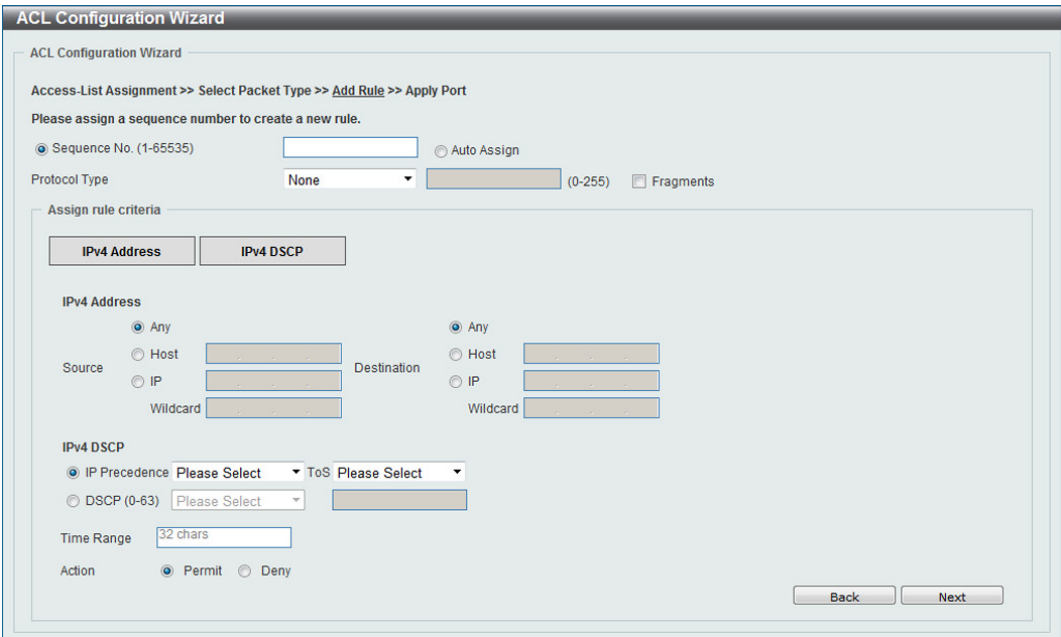 ACL Configuration Wizard
ACL Configuration Wizard
Access-List Assignment >> Select Packet Type >> Add Rule >> Apply Port
Please assign a sequence number to create a new rule.
Sequence No. (1-65535) Auto Assign
Protocol Type None (0-255) Fragments
Assign rule criteria
IPv4 Address IPv4 DSCP
IPv4 Address
Any Any
Host Host
Source Destination
IP IP
Wildcard Wildcard
IPv4 DSCP
IP Precedence Please Select ToS Please Select
DSCP (0-63) Please Select
Time Range 32 chars
Action Permit Deny
Back Next